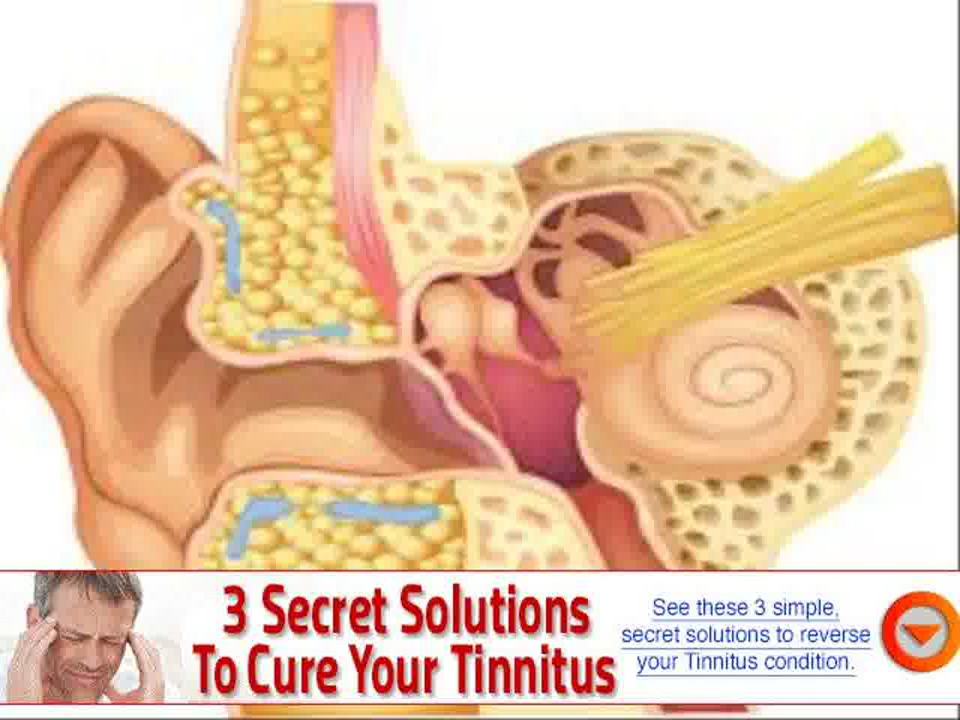 3 Secret Solutions
To Cure Your Tinnitus
See these 3 simple,
secret solutions to reverse
your Tinnitus condition.